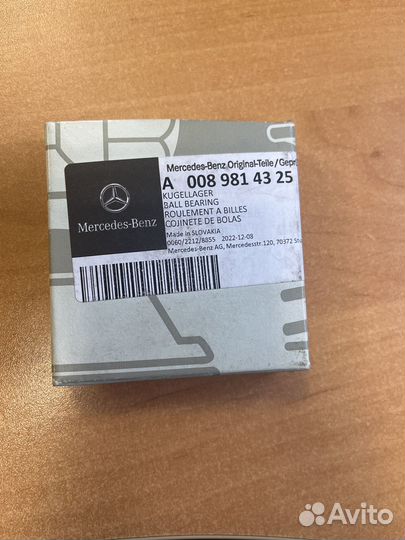 Mercedes-Benz Original-Teile/Gepr
A 008 981 43 25
KUGELLAGER
BALL BEARING
ROULEMENT A BILLES
COJINETE DE BOLAS
Made in SLOVAKIA
0060/2212/8855 2022-12-08
Mercedes-Benz AG, Mercedesstr.120, 70372 Stu
Mercedes-Benz
Avito